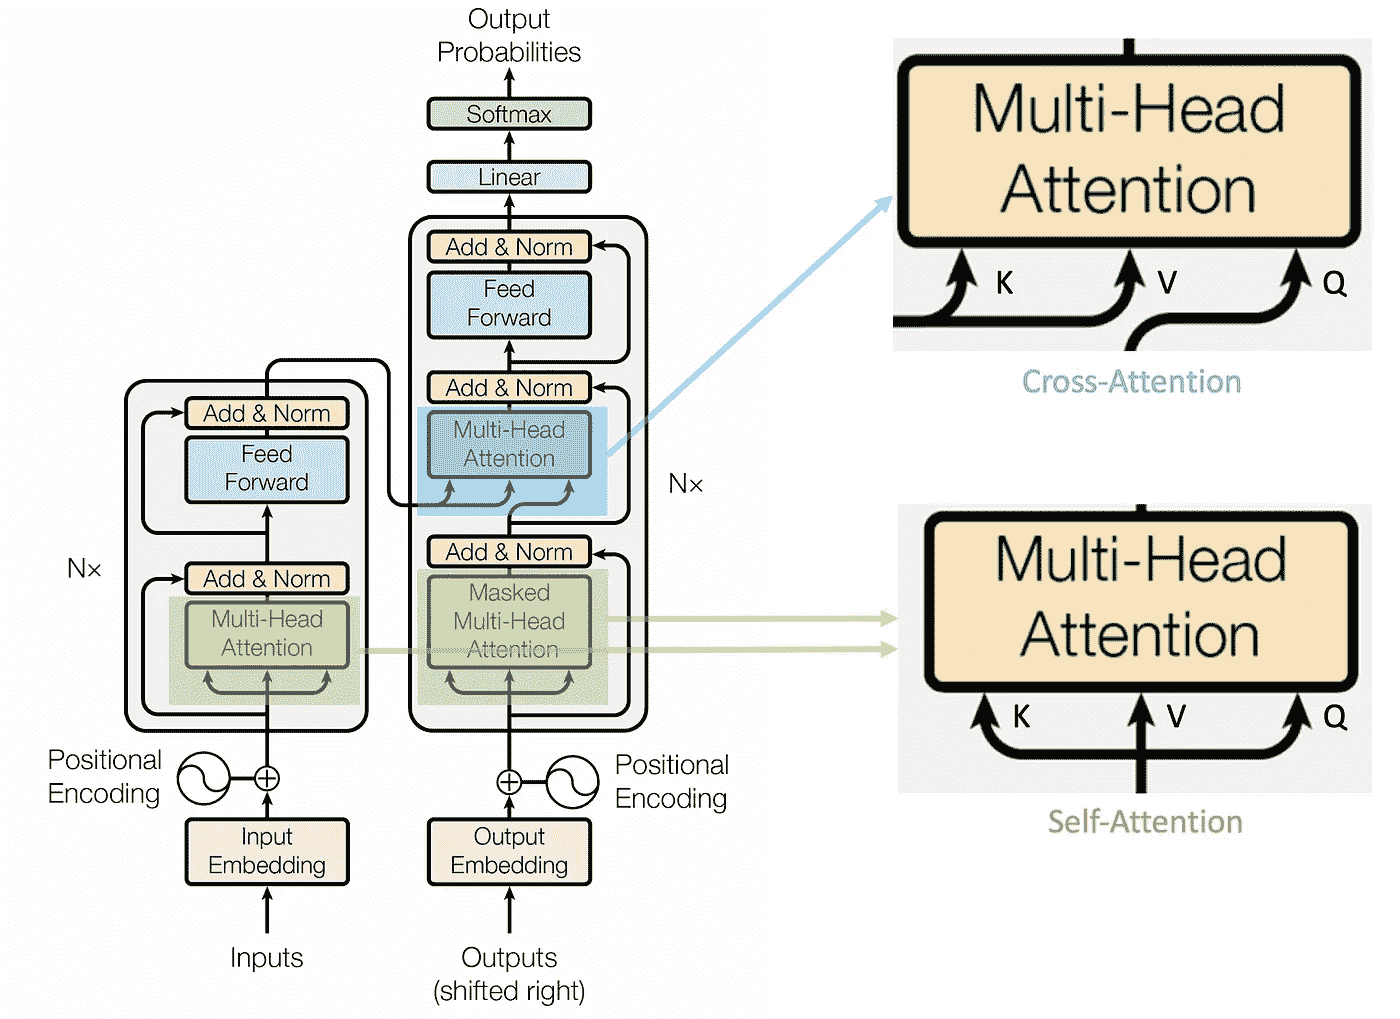 Output
Probabilities
Softmax
Linear
Add & Norm
Feed
Forward
Add & Norm
Multi-Head
Attention
Nx
Add & Norm
Masked
Multi-Head
Attention
Add & Norm
Feed
Forward
Nx
Add & Norm
Multi-Head
Attention
Positional
Encoding
Positional
Encoding
Input
Embedding
Output
Embedding
Inputs
Outputs
(shifted right)
Multi-Head
Attention
K V Q
Cross-Attention
Multi-Head
Attention
K V Q
Self-Attention